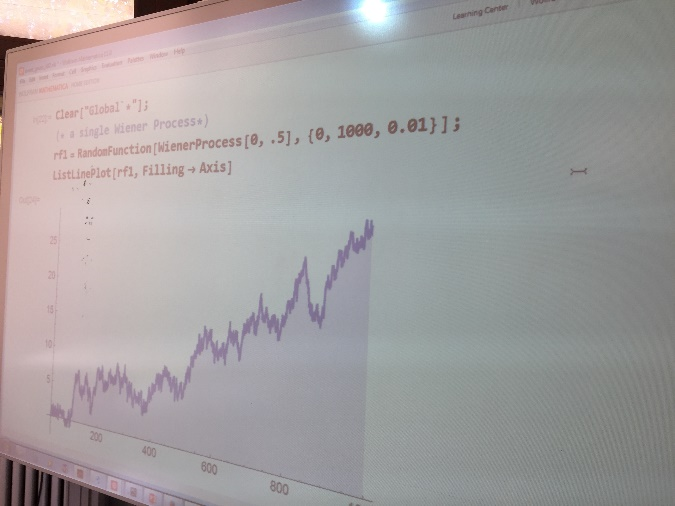 Learning Center
Help
Clear["Global`*"];
(* a single Wiener Process*)
rf1 = RandomFunction[WienerProcess[0, .5], {0, 1000, 0.01}];
ListLinePlot[rf1, Filling → Axis]
25
20
15
10
5
200
400
600
800